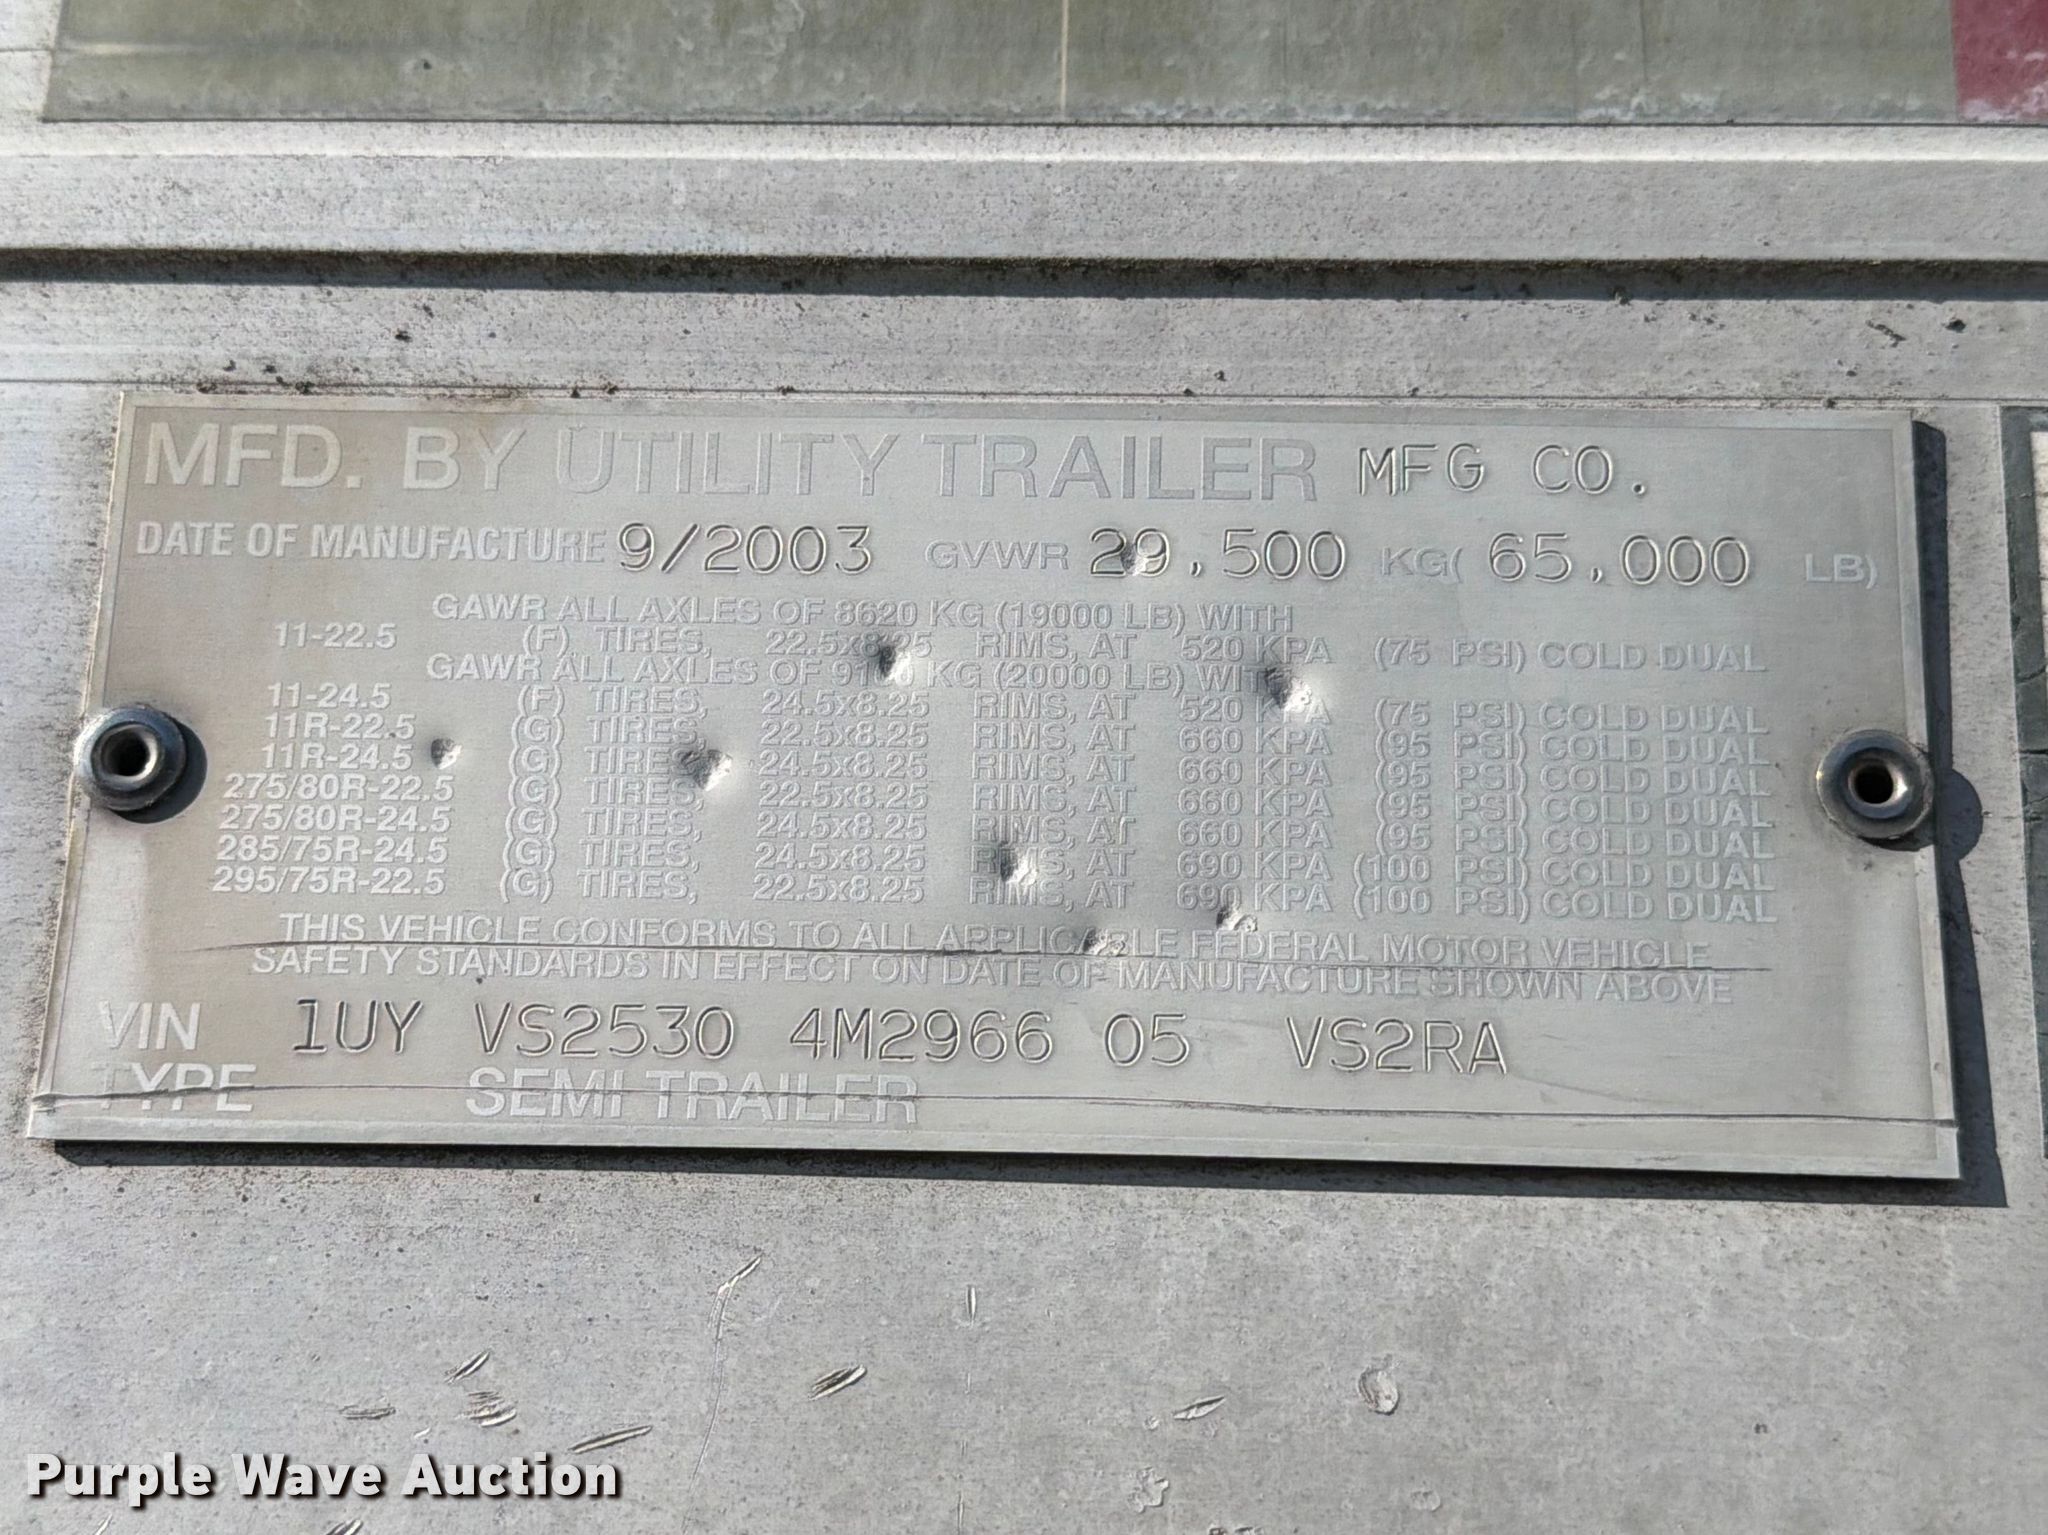 MFD. BY UTILITY TRAILER MFG CO.
DATE OF MANUFACTURE 9/2003 GVWR 29,500 KG( 65,000 LB)
GAWR ALL AXLES OF 8620 KG (19000 LB) WITH
11-22.5 (F) TIRES, 22.5x8.25 RIMS, AT 520 KPA (75 PSI) COLD DUAL
GAWR ALL AXLES OF KG (20000 LB) WITH
11-24.5 (F) TIRES, 24.5x8.25 RIMS, AT 520 KPA (75 PSI) COLD DUAL
11R-22.5 (G) TIRES, 22.5x8.25 RIMS, AT 660 KPA (95 PSI) COLD DUAL
11R-24.5 (G) TIRES, 24.5x8.25 RIMS, AT 660 KPA (95 PSI) COLD DUAL
275/80R-22.5 (G) TIRES, 22.5x8.25 RIMS, AT 660 KPA (95 PSI) COLD DUAL
275/80R-24.5 (G) TIRES, 24.5x8.25 RIMS, AT 660 KPA (95 PSI) COLD DUAL
285/75R-24.5 (G) TIRES, 24.5x8.25 RIMS, AT 690 KPA (100 PSI) COLD DUAL
295/75R-22.5 (G) TIRES, 22.5x8.25 RIMS, AT 690 KPA (100 PSI) COLD DUAL
THIS VEHICLE CONFORMS TO ALL APPLICABLE FEDERAL MOTOR VEHICLE
SAFETY STANDARDS IN EFFECT ON DATE OF MANUFACTURE SHOWN ABOVE
VIN 1UY VS2530 4M2966 05 VS2RA
TYPE SEMI TRAILER
Purple Wave Auction